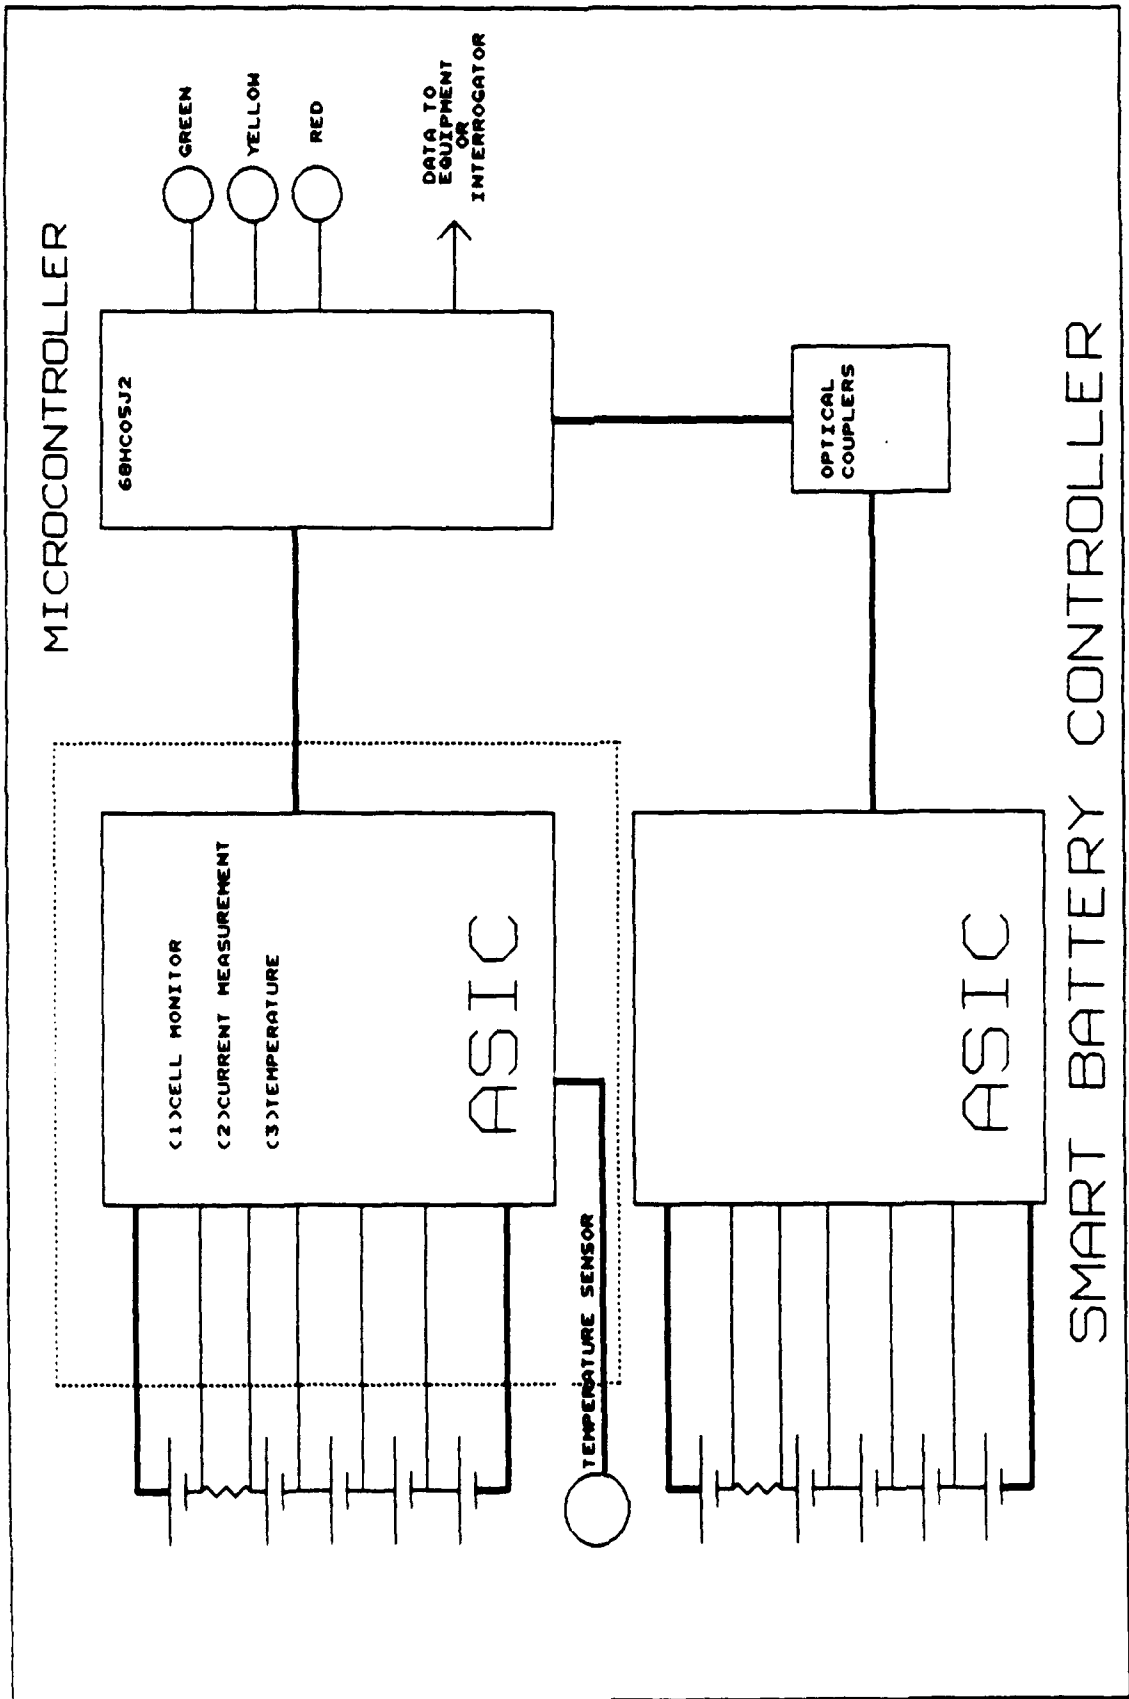 MICROCONTROLLER
68HC05J2
GREEN
YELLOW
RED
DATA TO
EQUIPMENT
OR
INTERROGATOR
(1)CELL MONITOR
(2)CURRENT MEASUREMENT
(3)TEMPERATURE
ASIC
TEMPERATURE SENSOR
OPTICAL
COUPLERS
ASIC
SMART BATTERY CONTROLLER